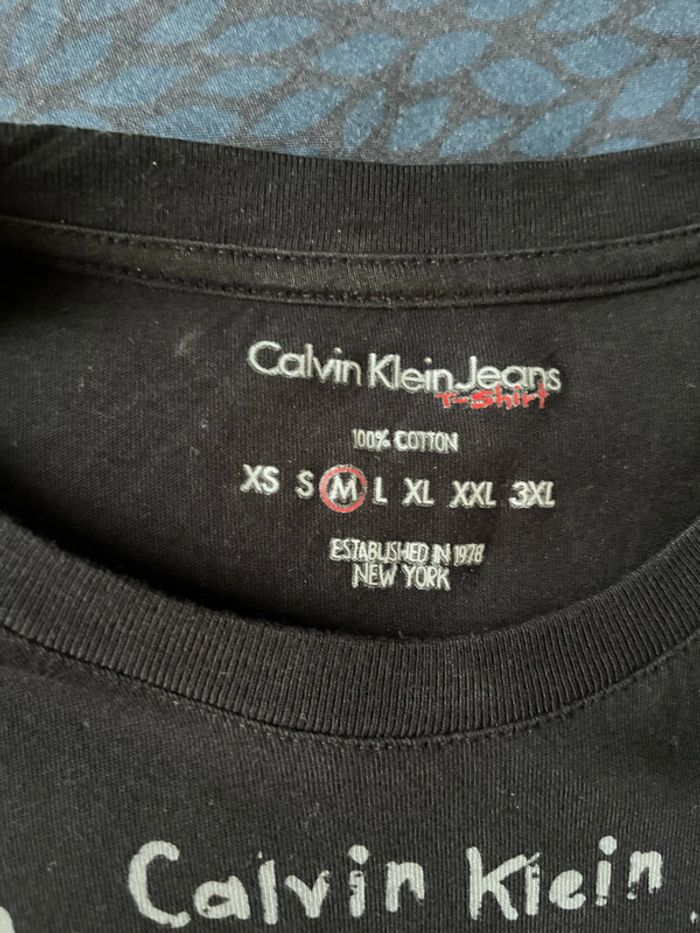 Calvin Klein Jeans
T-Shirt
100% COTTON
XS S M L XL XXL 3XL
ESTABLISHED IN 1978
NEW YORK
Calvin Klein